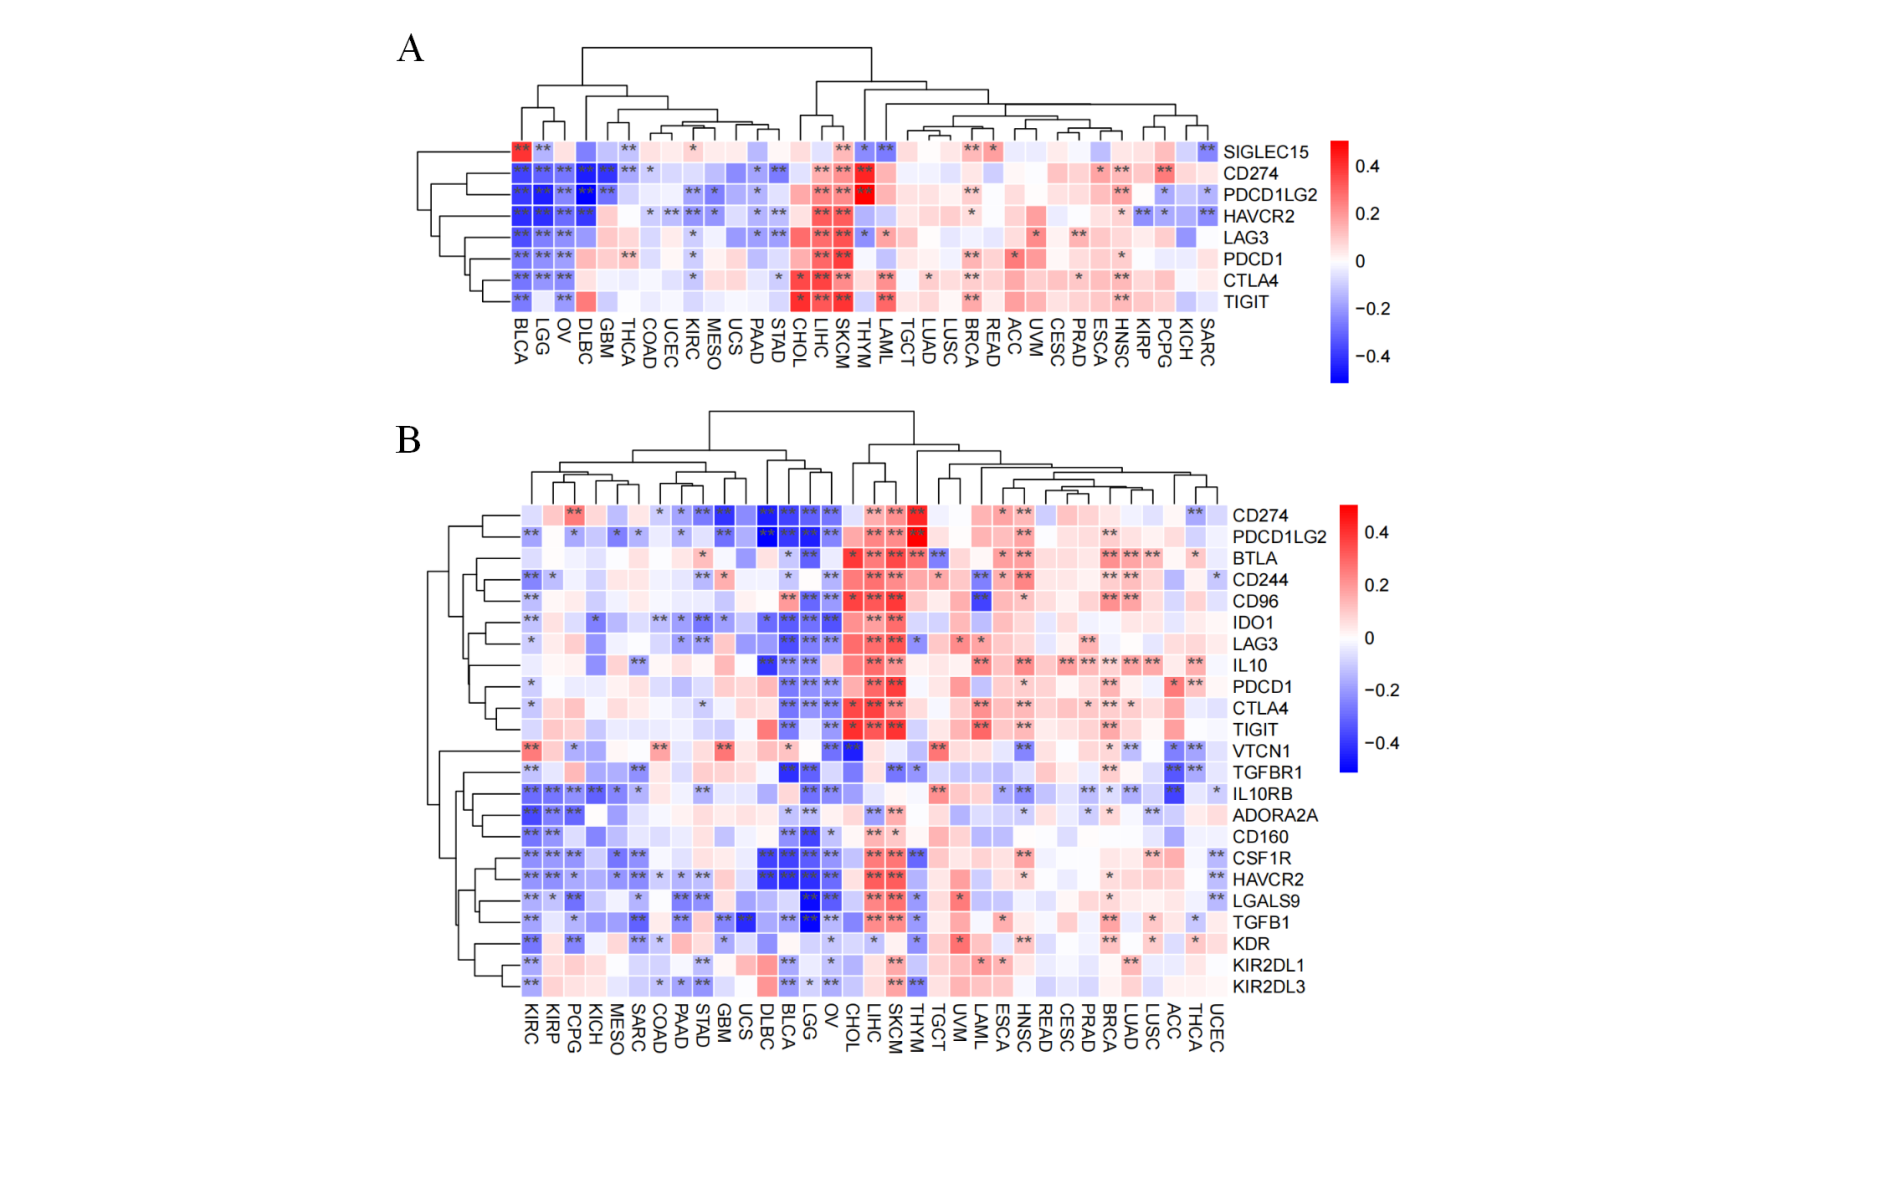 A
SIGLEC15
CD274
PDCD1LG2
HAVCR2
LAG3
PDCD1
CTLA4
TIGIT
0.4
0.2
0
−0.2
−0.4
BLCA LGG OV DLBC GBM THCA COAD UCEC KIRC MESO UCS PAAD STAD CHOL LIHC SKCM THYM LAML TGCT LUAD LUSC BRCA READ ACC UVM CESC PRAD ESCA HNSC KIRP PCPG KICH SARC
B
CD274
PDCD1LG2
BTLA
CD244
CD96
IDO1
LAG3
IL10
PDCD1
CTLA4
TIGIT
VTCN1
TGFBR1
IL10RB
ADORA2A
CD160
CSF1R
HAVCR2
LGALS9
TGFB1
KDR
KIR2DL1
KIR2DL3
0.4
0.2
0
−0.2
−0.4
KIRC KIRP PCPG KICH MESO SARC COAD PAAD STAD GBM UCS DLBC BLCA LGG OV CHOL LIHC SKCM THYM TGCT UVM LAML ESCA HNSC READ CESC PRAD BRCA LUAD LUSC ACC THCA UCEC